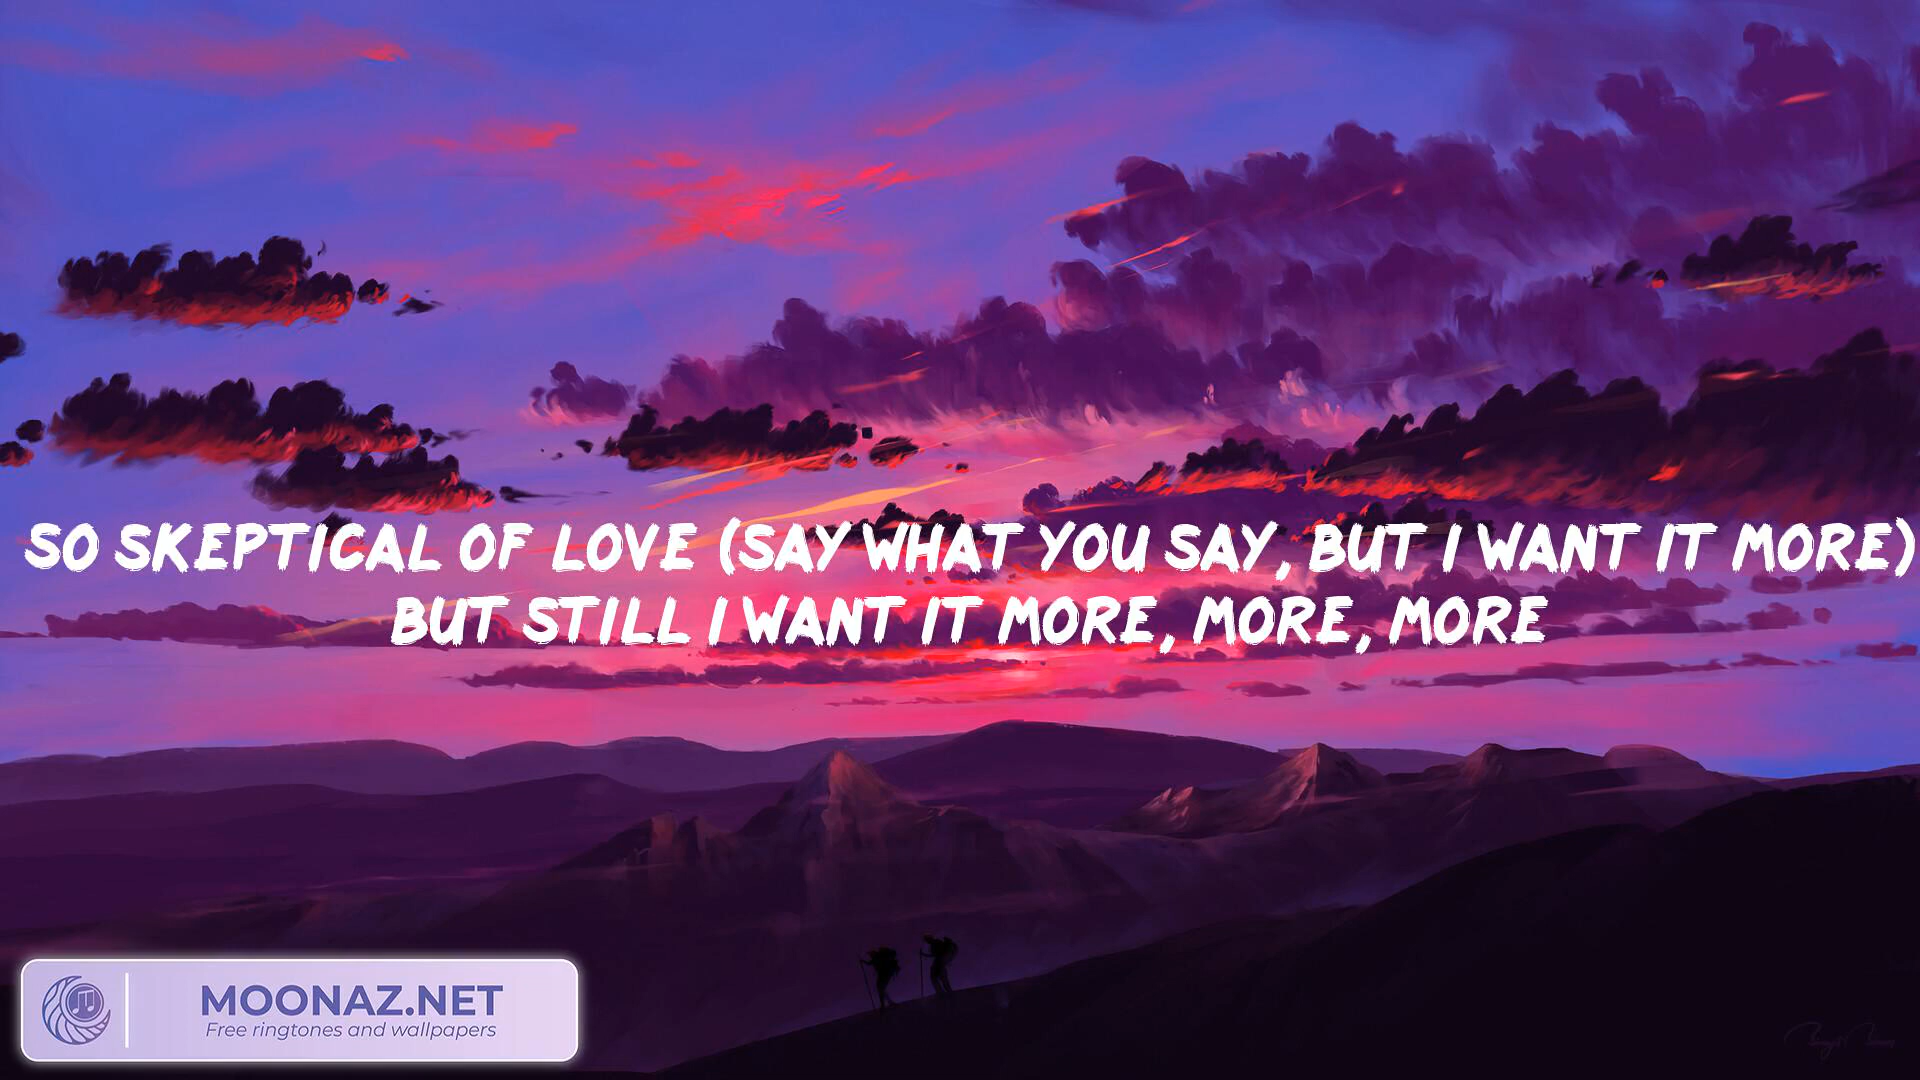 SO SKEPTICAL OF LOVE (SAY WHAT YOU SAY, BUT I WANT IT MORE)
BUT STILL I WANT IT MORE, MORE, MORE
MOONAZ.NET
Free ringtones and wallpapers